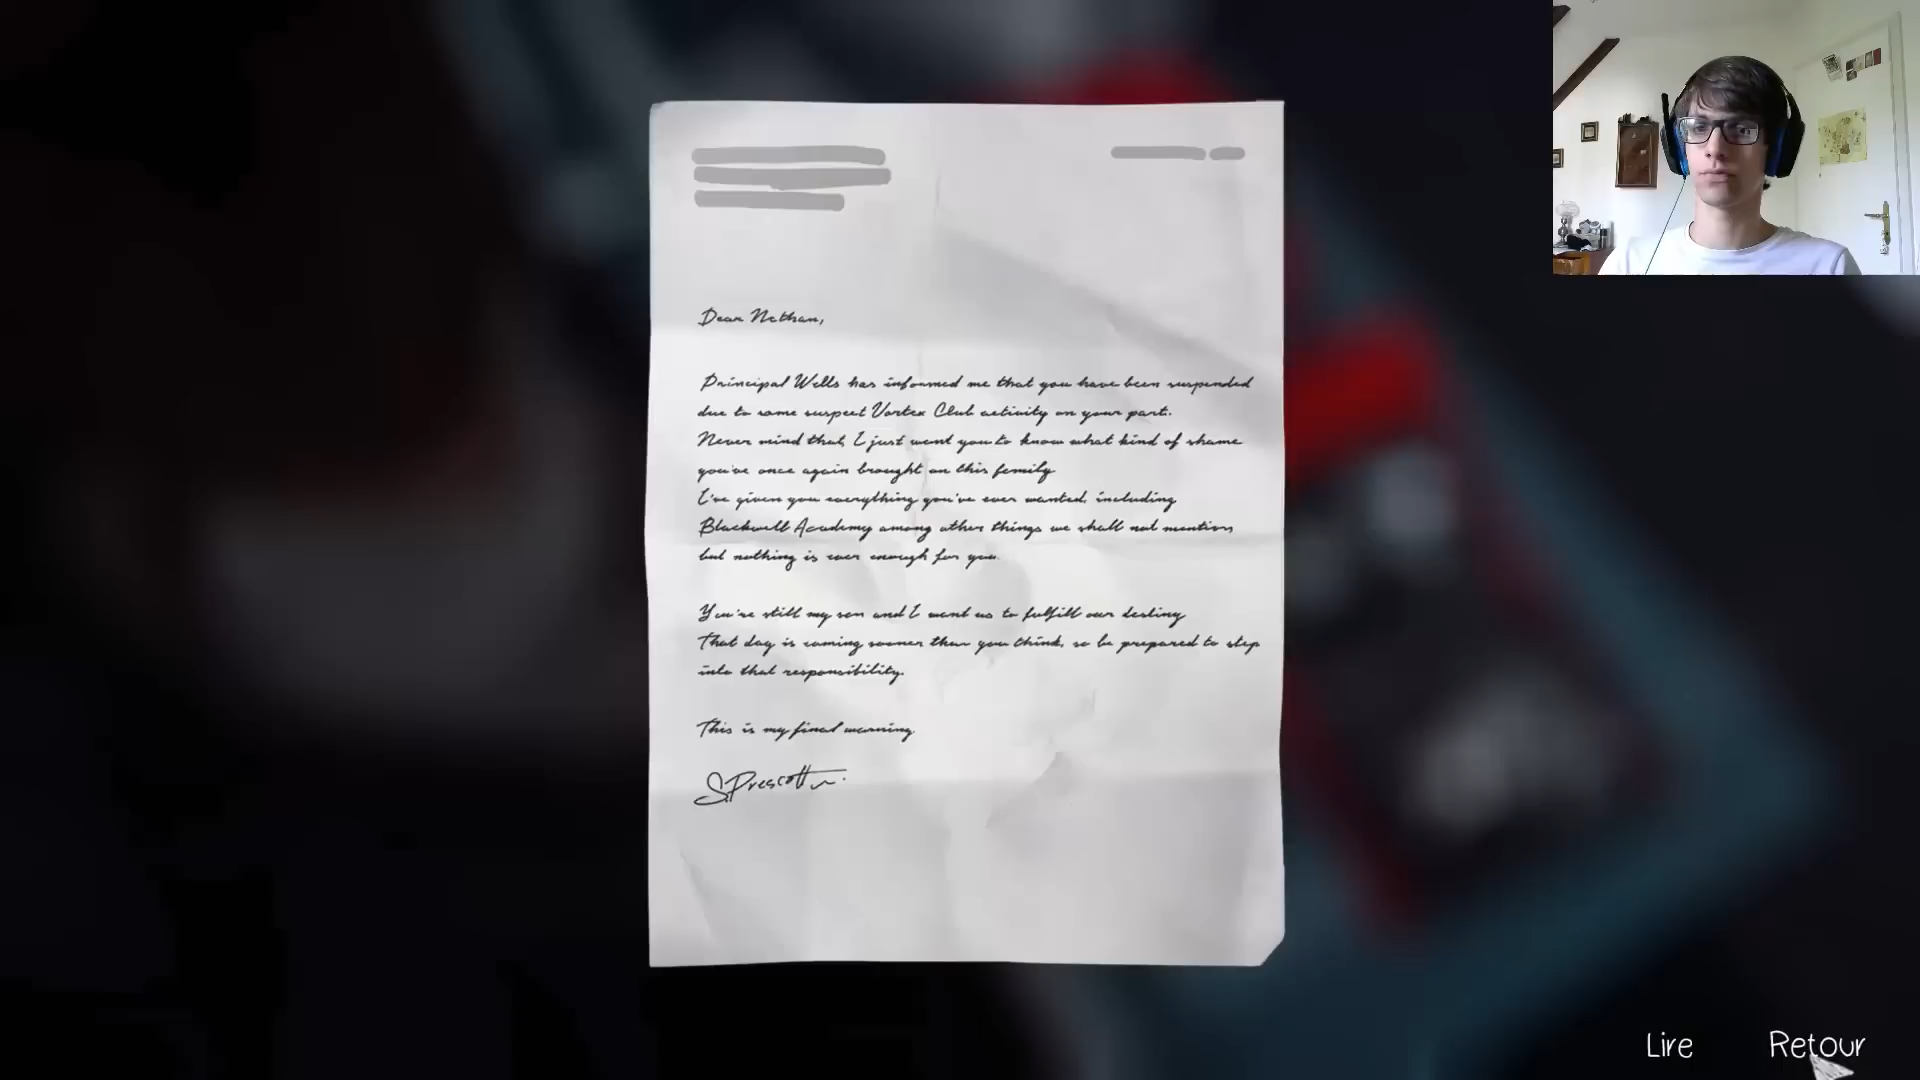 Dear Nathan,
Principal Wells has informed me that you have been suspended
due to some suspect Vortex Club activity on your part.
Never mind that, I just want you to know what kind of shame
you've once again brought on this family
I've given you everything you've ever wanted, including
Blackwell Academy among other things we shall not mention
but nothing is ever enough for you.
You're still my son and I want us to fulfill our destiny
That day is coming sooner than you think, so be prepared to step
into that responsibility.
This is my final warning
S.Prescott
Lire
Retour